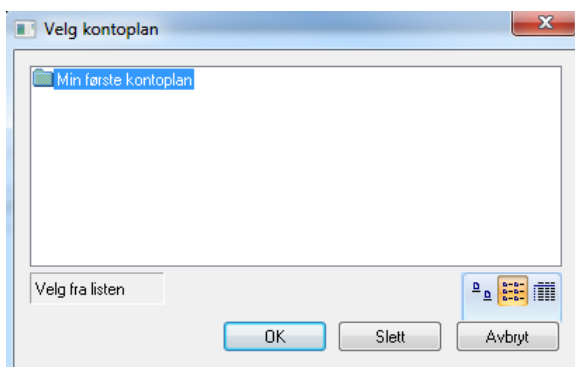 Velg kontoplan
Min første kontoplan
Velg fra listen
OK
Slett
Avbryt